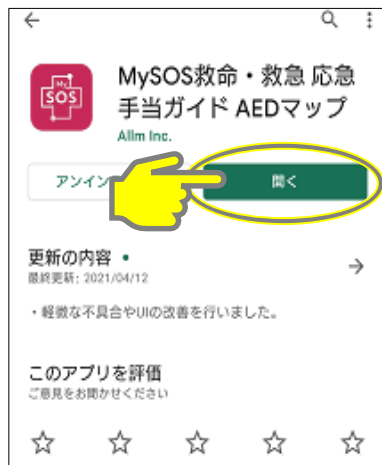 My
SOS
MySOS救命・救急 応急
手当ガイド AEDマップ
Allm Inc.
アンイン
開く
更新の内容 •
最終更新: 2021/04/12
・軽微な不具合やUIの改善を行いました。
このアプリを評価
ご意見をお聞かせください